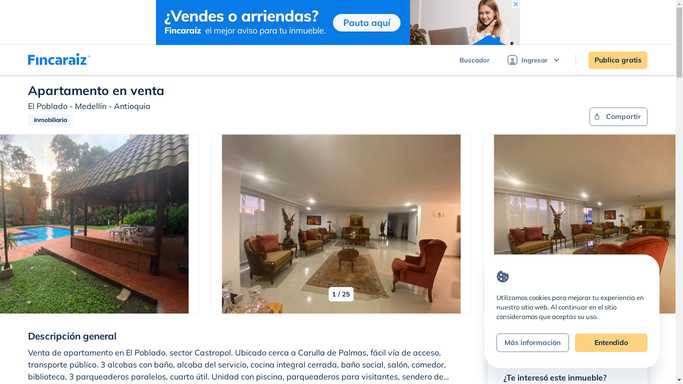 ¿Vendes o arriendas?
Fincaraíz el mejor aviso para tu inmueble.
Pauta aquí
Fincaraíz
Buscador
Ingresar
Publica gratis
Apartamento en venta
El Poblado - Medellín - Antioquia
Inmobiliaria
Compartir
1 / 25
Utilizamos cookies para mejorar tu experiencia en
nuestro sitio web. Al continuar en el sitio
consideramos que aceptas su uso.
Más información
Entendido
Descripción general
Venta de apartamento en El Poblado, sector Castropol. Ubicado cerca a Carulla de Palmas, fácil vía de acceso,
transporte público. 3 alcobas con baño, alcoba del servicio, cocina integral cerrada, baño social, salón, comedor,
biblioteca, 3 parqueaderos paralelos, cuarto útil. Unidad con piscina, parqueaderos para visitantes, sendero de...
¿Te interesó este inmueble?